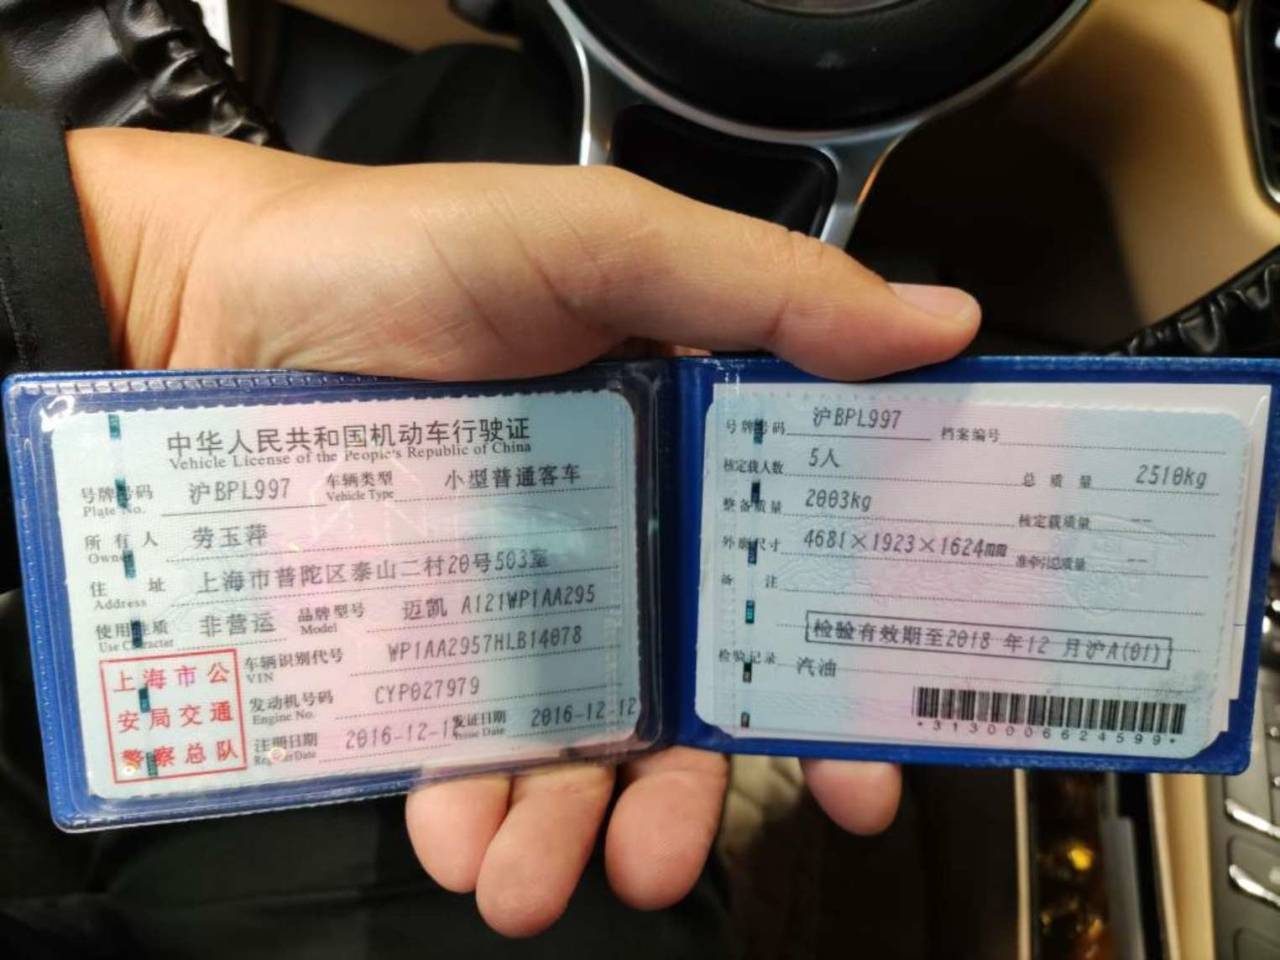 中华人民共和国机动车行驶证
Vehicle License of the People's Republic of China
号牌号码 沪BPL997 车辆类型 小型普通客车
Plate No. Vehicle Type
所有人 劳玉萍
Owner
住址 上海市普陀区泰山二村20号503室
Address
使用性质 非营运 品牌型号 迈凯 A121WP1AA295
Use Character Model
上海市公安局交通警察总队
车辆识别代号 WP1AA2957HLB14078
VIN
发动机号码 CYP027979
Engine No.
注册日期 2016-12-12 发证日期 2016-12-12
Register Date Issue Date
号牌号码 沪BPL997 档案编号
核定载人数 5人 总质量 2510kg
整备质量 2003kg 核定载质量 --
外廓尺寸 4681×1923×1624mm 准牵引总质量 --
备注
检验有效期至2018 年12 月沪A(01)
检验记录 汽油
*3130006624599*